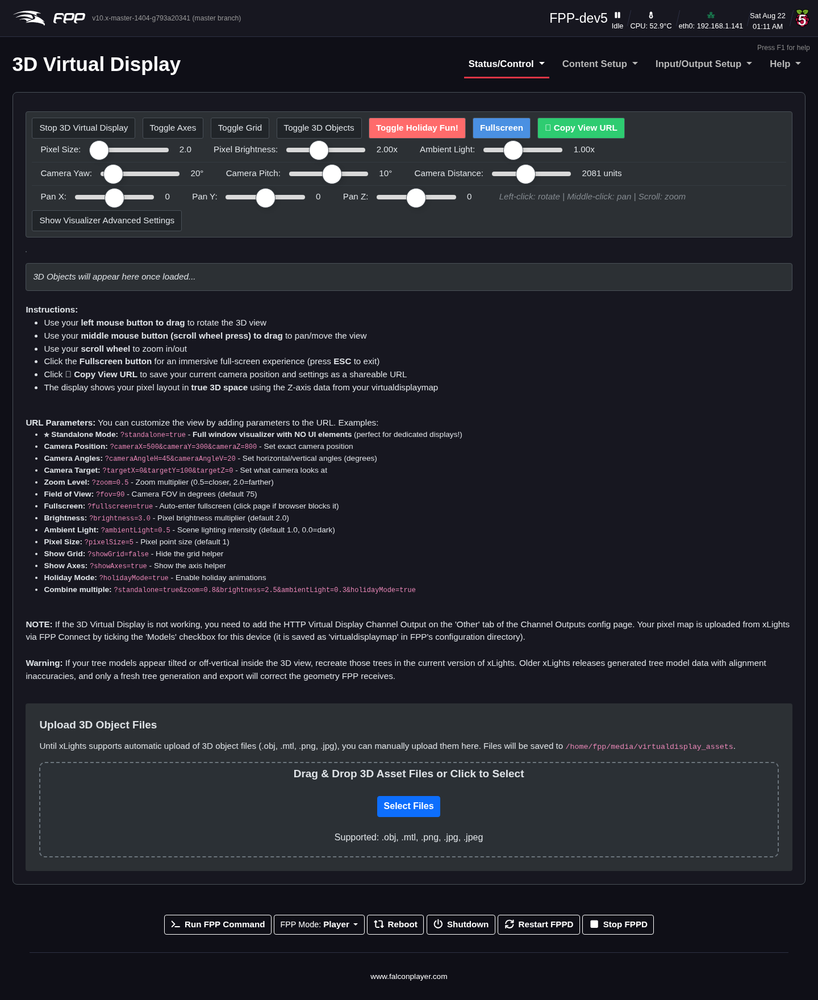 FPP v10.x-master-1404-g793a20341 (master branch)
FPP-dev5 Idle CPU: 52.9°C eth0: 192.168.1.141 Sat Aug 22 01:11 AM 5
Press F1 for help
3D Virtual Display
Status/Control Content Setup Input/Output Setup Help
Stop 3D Virtual Display Toggle Axes Toggle Grid Toggle 3D Objects Toggle Holiday Fun! Fullscreen Copy View URL
Pixel Size: 2.0 Pixel Brightness: 2.00x Ambient Light: 1.00x
Camera Yaw: 20° Camera Pitch: 10° Camera Distance: 2081 units
Pan X: 0 Pan Y: 0 Pan Z: 0 Left-click: rotate | Middle-click: pan | Scroll: zoom
Show Visualizer Advanced Settings
.
3D Objects will appear here once loaded...
Instructions:
• Use your left mouse button to drag to rotate the 3D view
• Use your middle mouse button (scroll wheel press) to drag to pan/move the view
• Use your scroll wheel to zoom in/out
• Click the Fullscreen button for an immersive full-screen experience (press ESC to exit)
• Click Copy View URL to save your current camera position and settings as a shareable URL
• The display shows your pixel layout in true 3D space using the Z-axis data from your virtualdisplaymap
URL Parameters: You can customize the view by adding parameters to the URL. Examples:
• ★ Standalone Mode: ?standalone=true - Full window visualizer with NO UI elements (perfect for dedicated displays!)
• Camera Position: ?cameraX=500&cameraY=300&cameraZ=800 - Set exact camera position
• Camera Angles: ?cameraAngleH=45&cameraAngleV=20 - Set horizontal/vertical angles (degrees)
• Camera Target: ?targetX=0&targetY=100&targetZ=0 - Set what camera looks at
• Zoom Level: ?zoom=0.5 - Zoom multiplier (0.5=closer, 2.0=farther)
• Field of View: ?fov=90 - Camera FOV in degrees (default 75)
• Fullscreen: ?fullscreen=true - Auto-enter fullscreen (click page if browser blocks it)
• Brightness: ?brightness=3.0 - Pixel brightness multiplier (default 2.0)
• Ambient Light: ?ambientLight=0.5 - Scene lighting intensity (default 1.0, 0.0=dark)
• Pixel Size: ?pixelSize=5 - Pixel point size (default 1)
• Show Grid: ?showGrid=false - Hide the grid helper
• Show Axes: ?showAxes=true - Show the axis helper
• Holiday Mode: ?holidayMode=true - Enable holiday animations
• Combine multiple: ?standalone=true&zoom=0.8&brightness=2.5&ambientLight=0.3&holidayMode=true
NOTE: If the 3D Virtual Display is not working, you need to add the HTTP Virtual Display Channel Output on the 'Other' tab of the Channel Outputs config page. Your pixel map is uploaded from xLights
via FPP Connect by ticking the 'Models' checkbox for this device (it is saved as 'virtualdisplaymap' in FPP's configuration directory).
Warning: If your tree models appear tilted or off-vertical inside the 3D view, recreate those trees in the current version of xLights. Older xLights releases generated tree model data with alignment
inaccuracies, and only a fresh tree generation and export will correct the geometry FPP receives.
Upload 3D Object Files
Until xLights supports automatic upload of 3D object files (.obj, .mtl, .png, .jpg), you can manually upload them here. Files will be saved to /home/fpp/media/virtualdisplay_assets.
Drag & Drop 3D Asset Files or Click to Select
Select Files
Supported: .obj, .mtl, .png, .jpg, .jpeg
Run FPP Command FPP Mode: Player Reboot Shutdown Restart FPPD Stop FPPD
www.falconplayer.com